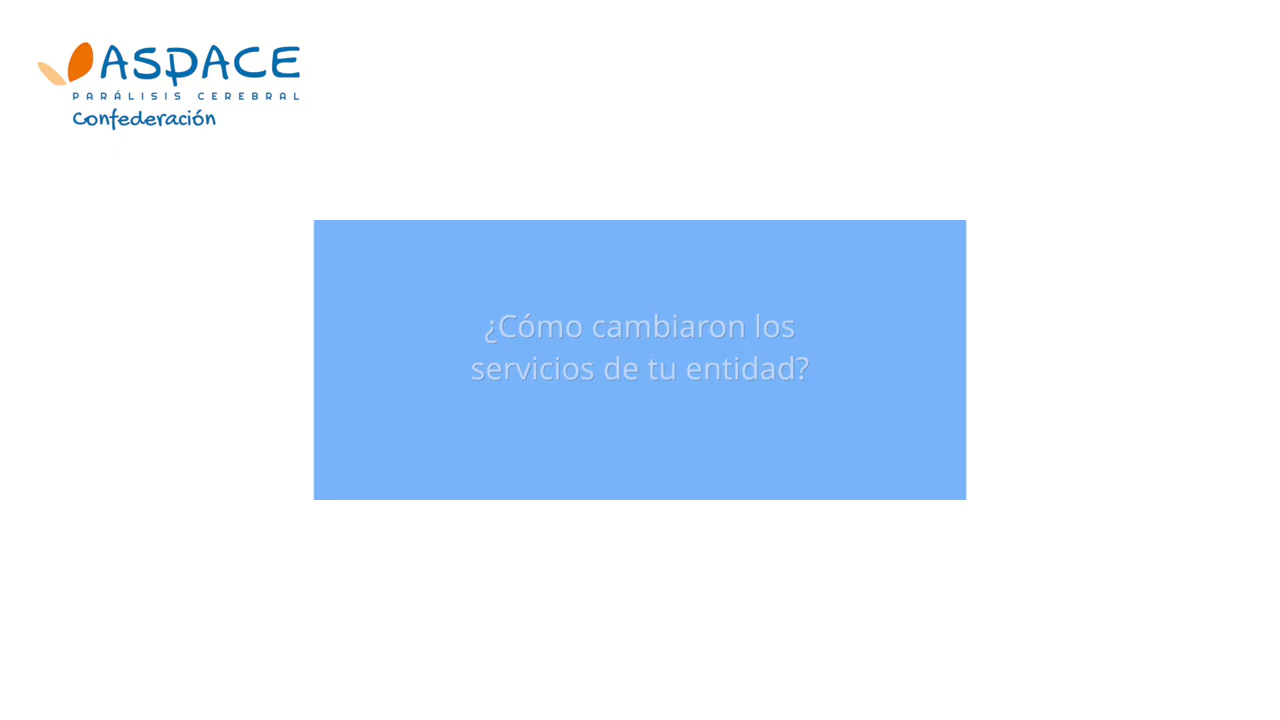 ASPACE
PARÁLISIS CEREBRAL
Confederación
¿Cómo cambiaron los
servicios de tu entidad?